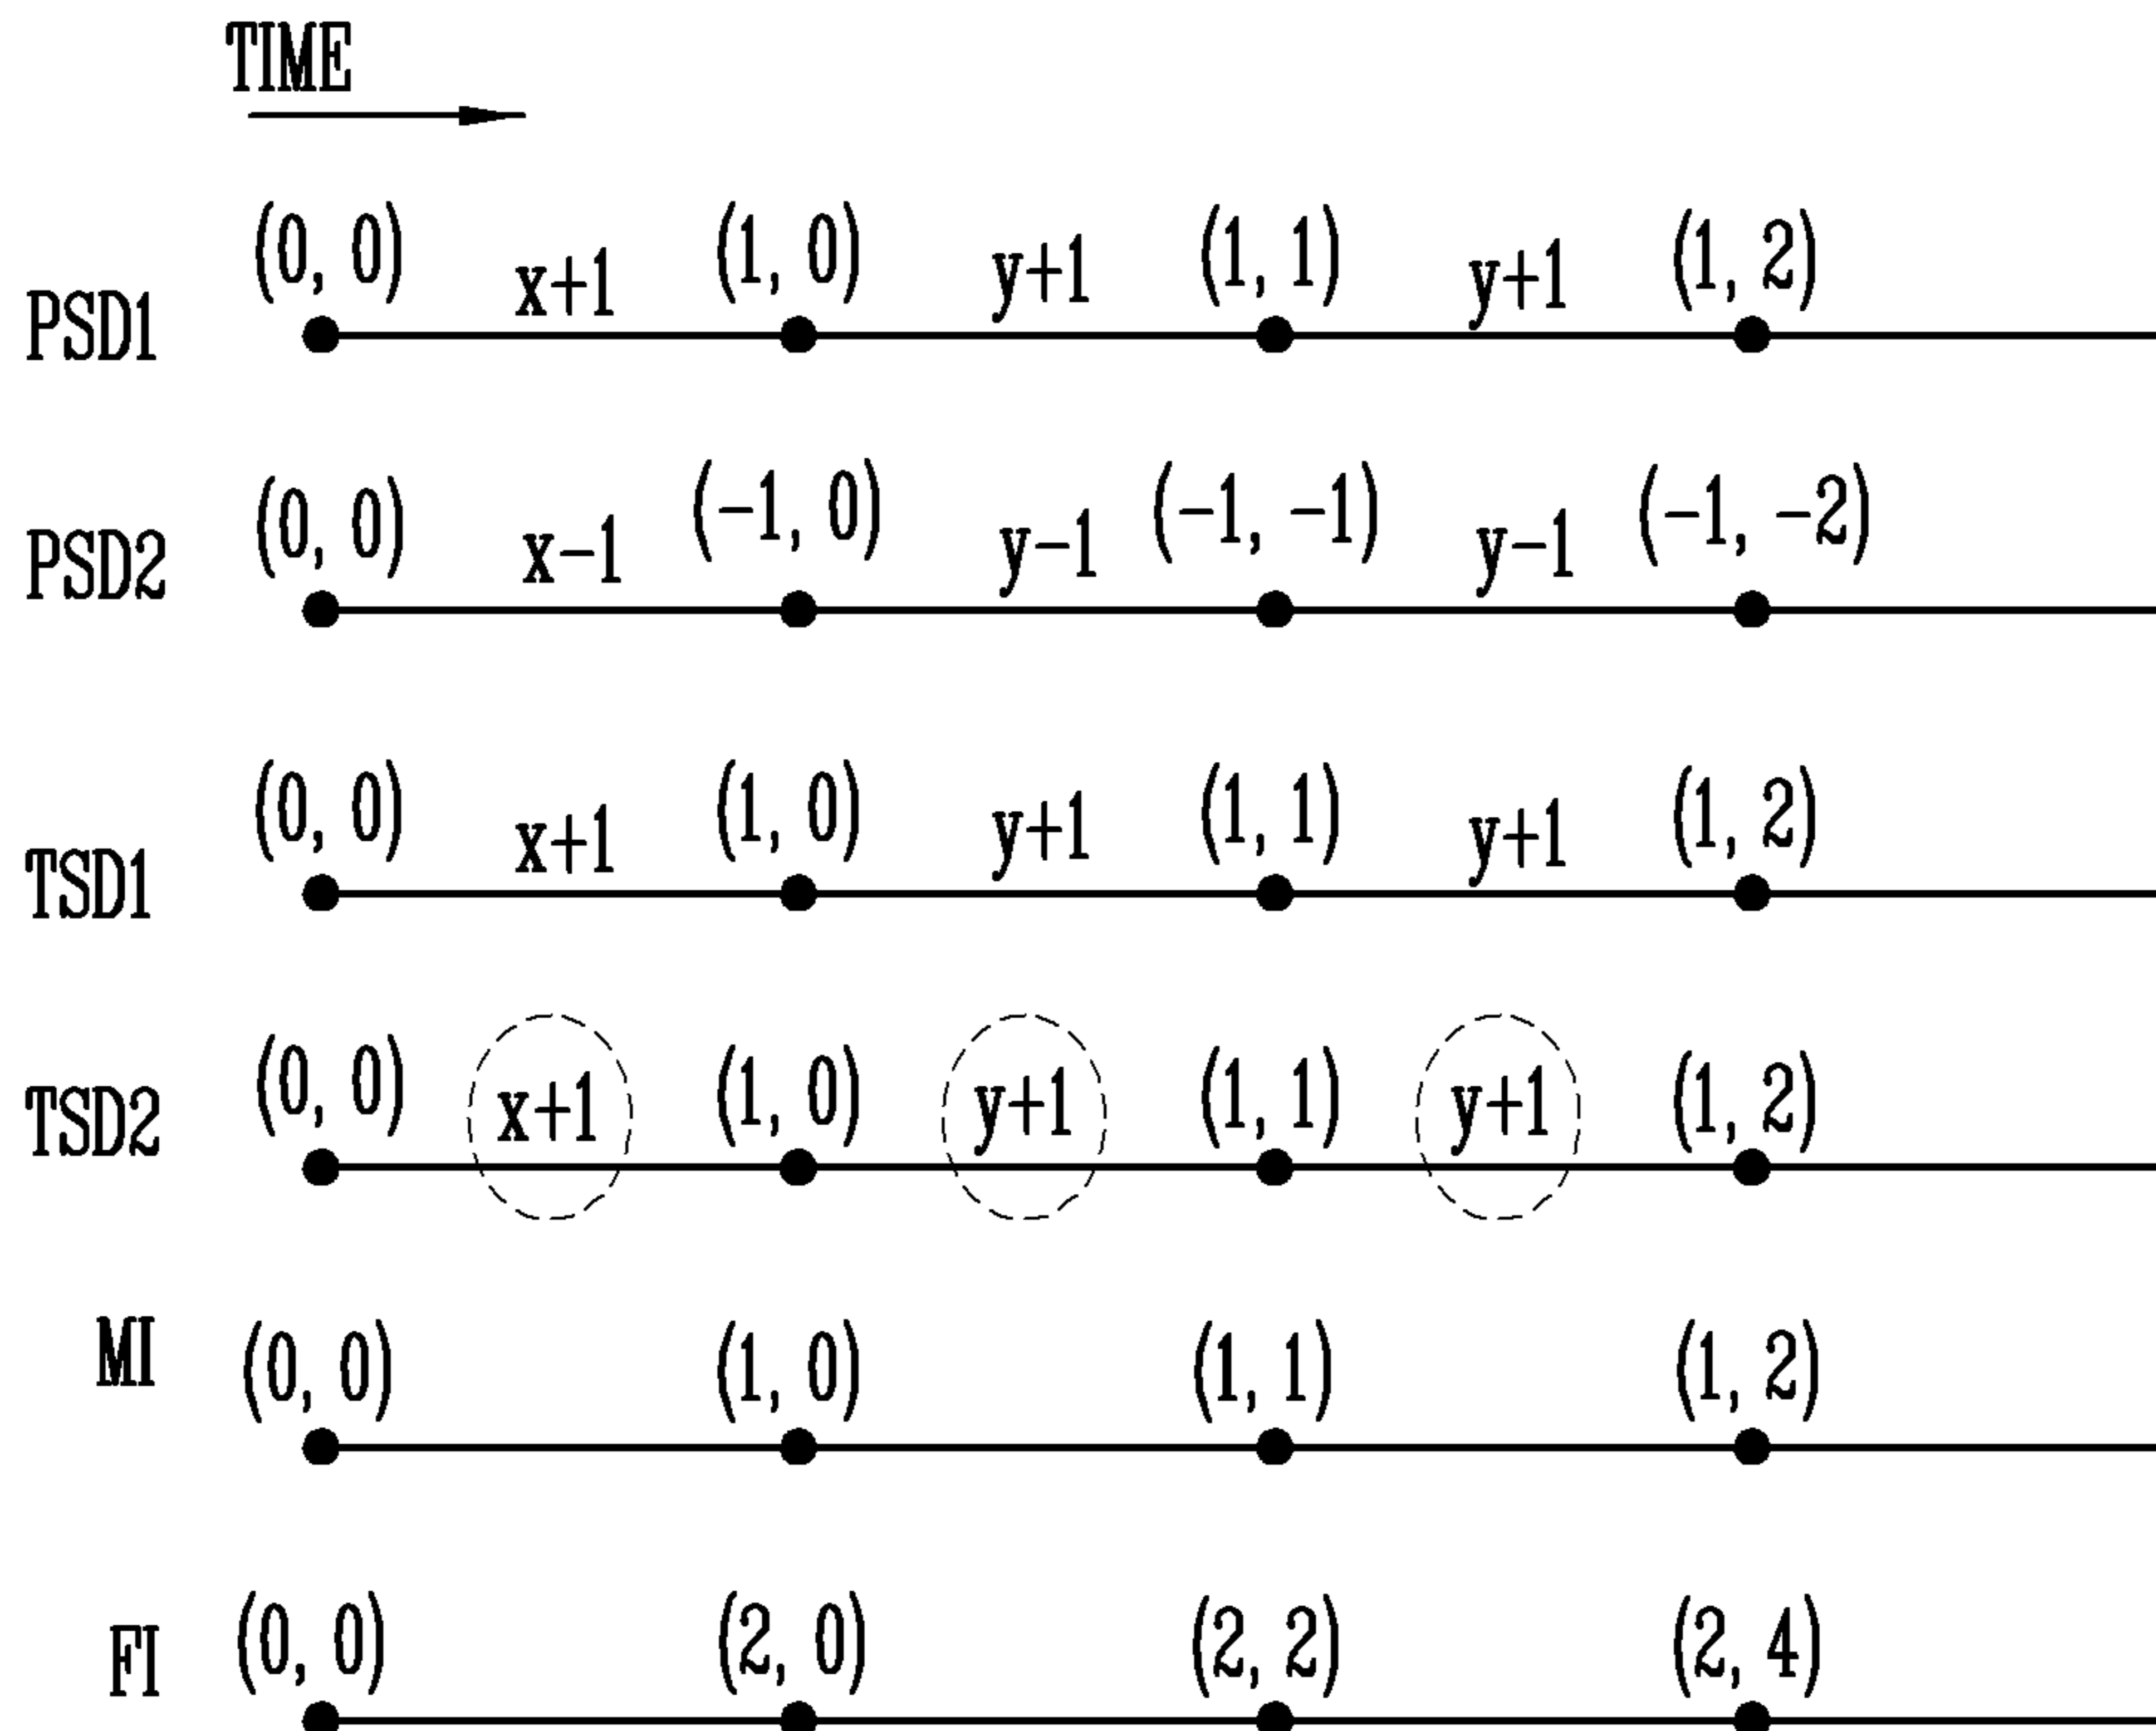 TIME
PSD1 (0, 0) x+1 (1, 0) y+1 (1, 1) y+1 (1, 2)
PSD2 (0, 0) x-1 (-1, 0) y-1 (-1, -1) y-1 (-1, -2)
TSD1 (0, 0) x+1 (1, 0) y+1 (1, 1) y+1 (1, 2)
TSD2 (0, 0) x+1 (1, 0) y+1 (1, 1) y+1 (1, 2)
MI (0, 0) (1, 0) (1, 1) (1, 2)
FI (0, 0) (2, 0) (2, 2) (2, 4)